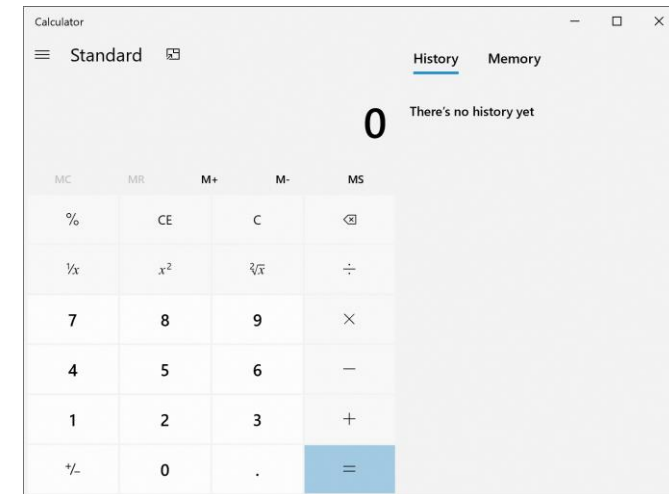 Calculator
Standard
History Memory
0
There's no history yet
MC MR M+ M- MS
% CE C
¹/x x² ²√x ÷
7 8 9 ×
4 5 6 −
1 2 3 +
+/− 0 . =